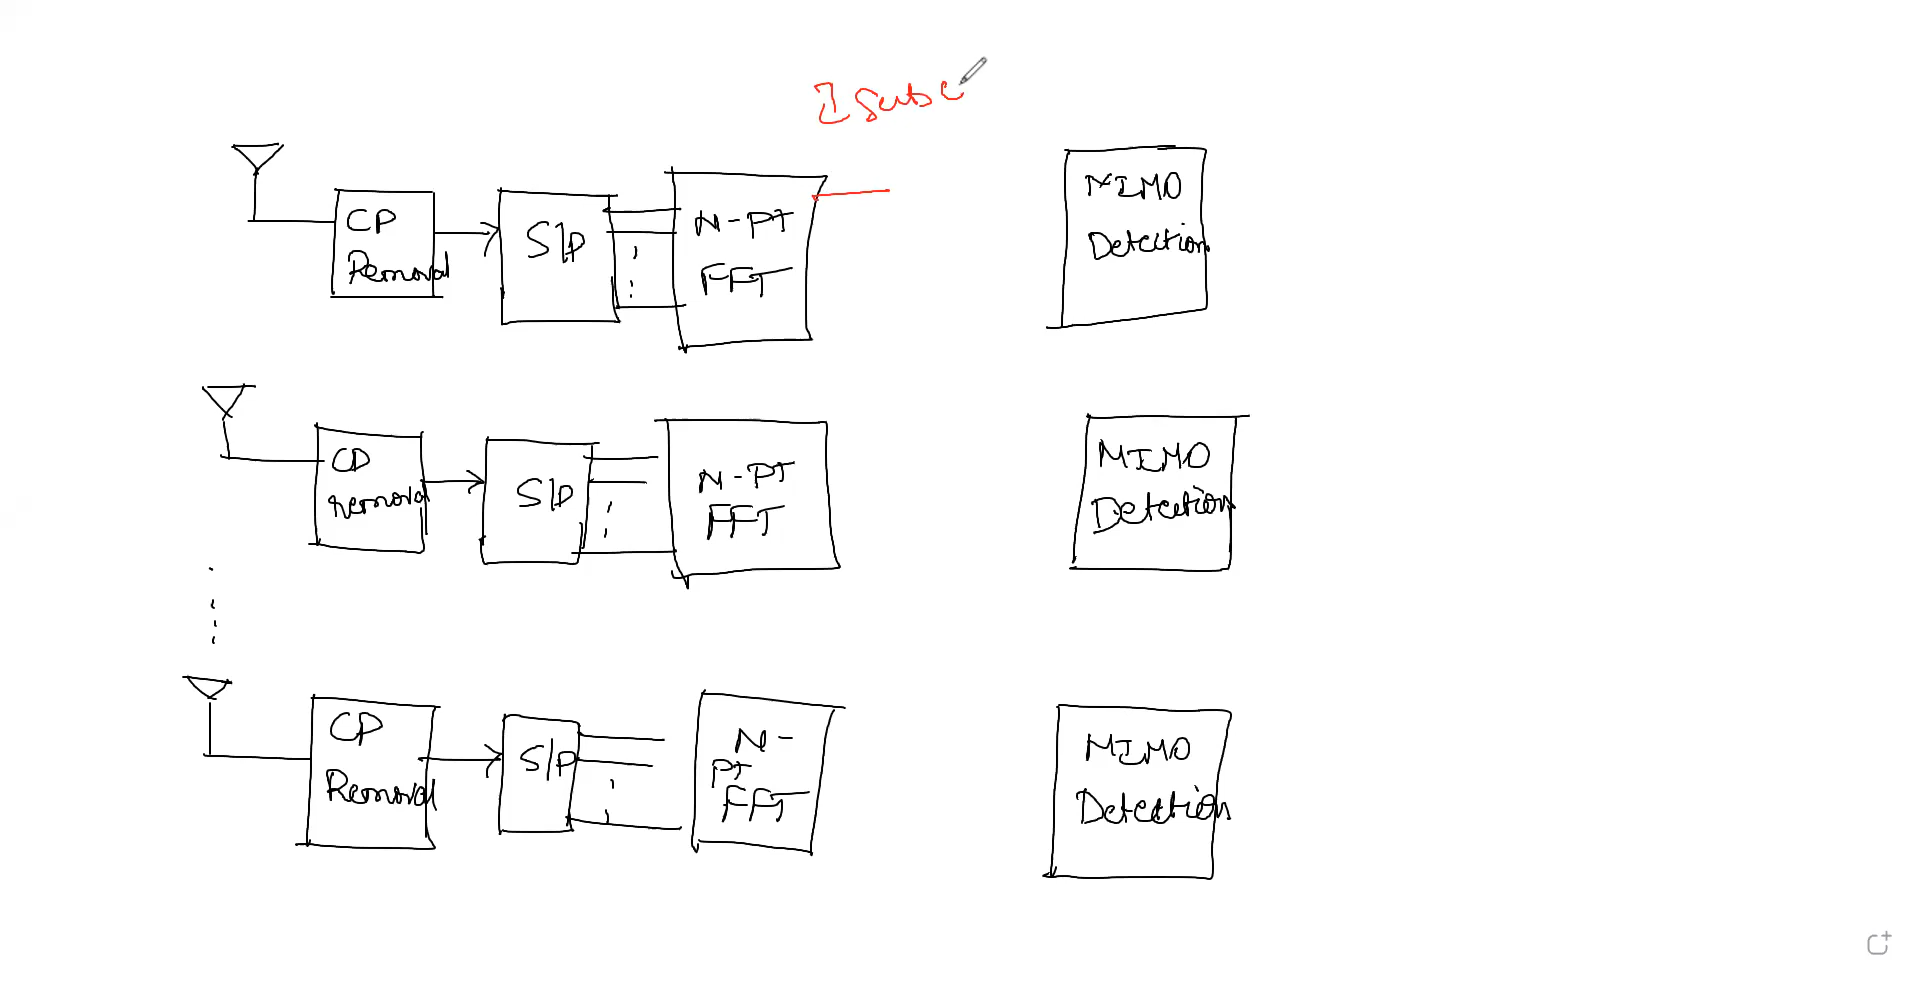 subc
CP
Removal
S/P
N-PT
FFT
MIMO
Detection
CP
Removal
S/P
N-PT
FFT
MIMO
Detection
CP
Removal
S/P
N-
PT
FFT
MIMO
Detection